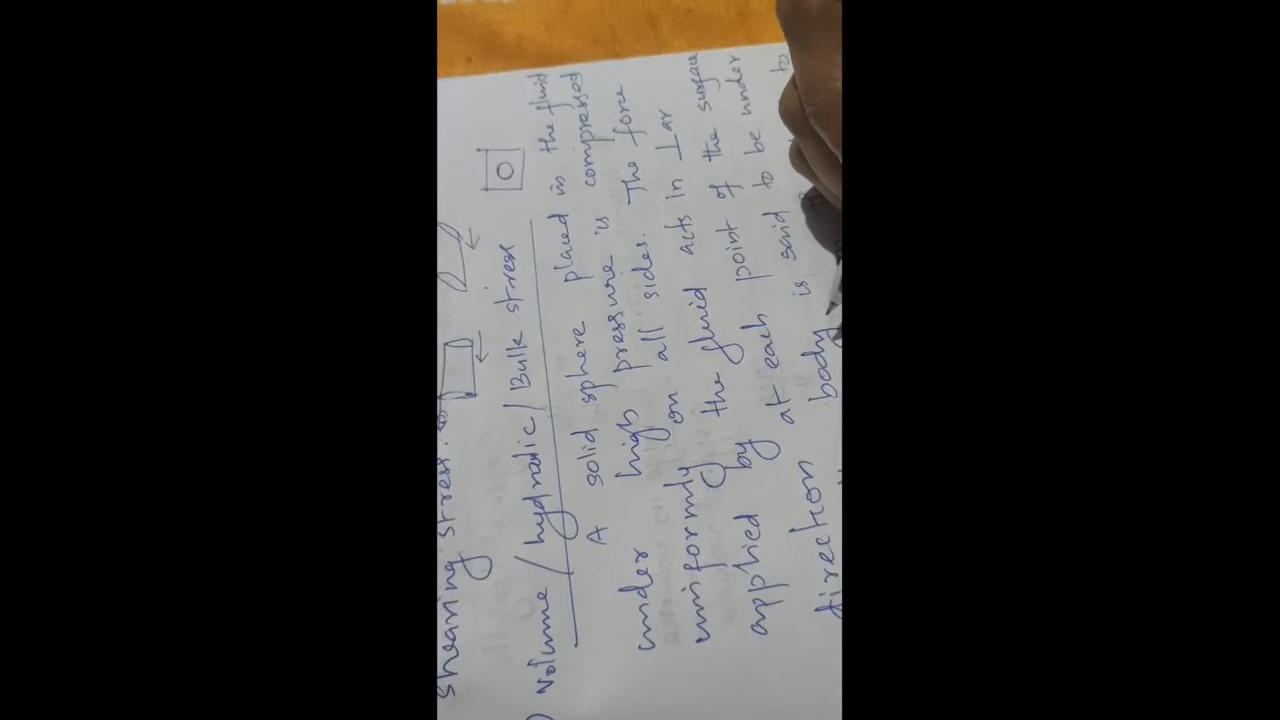 Shearing stress:
) Volume / hydralic / Bulk stress
A solid sphere placed in the fluid
under high pressure is compressed
uniformly on all sides. The force
applied by the fluid acts in ⊥ar
direction at each point of the surface
body is said to be under
to